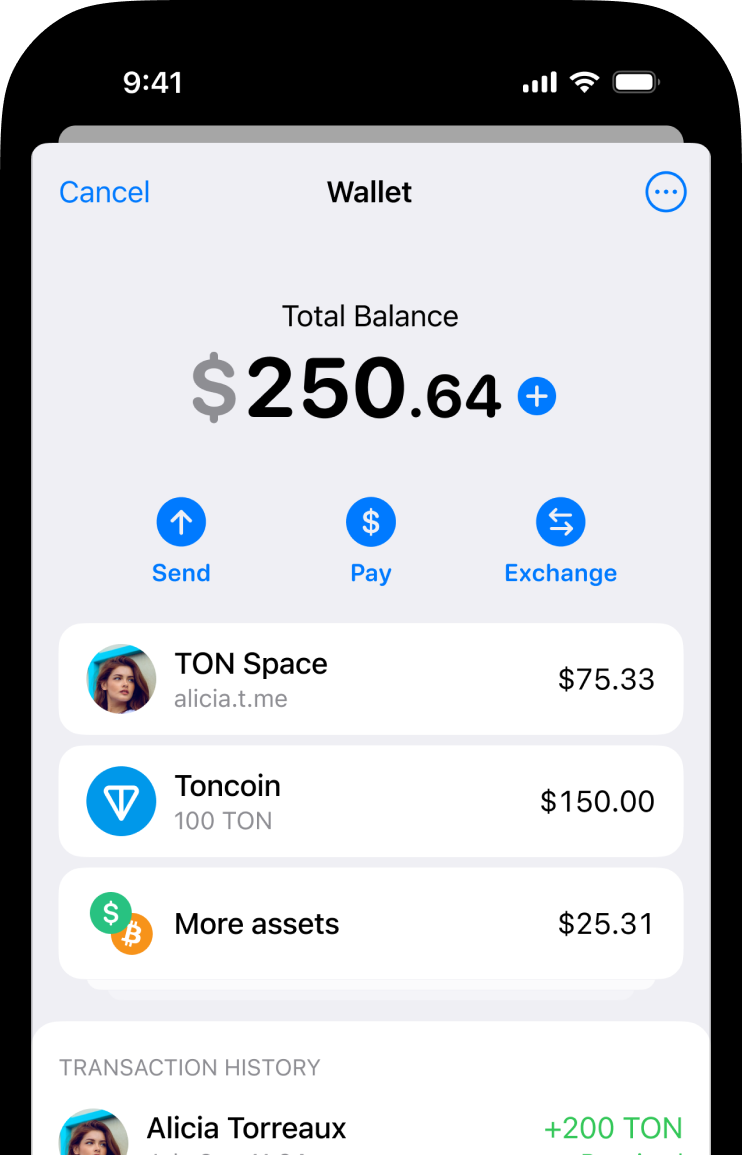 9:41
Cancel Wallet
Total Balance
$250.64
Send Pay Exchange
TON Space
alicia.t.me
$75.33
Toncoin
100 TON
$150.00
More assets
$25.31
TRANSACTION HISTORY
Alicia Torreaux +200 TON